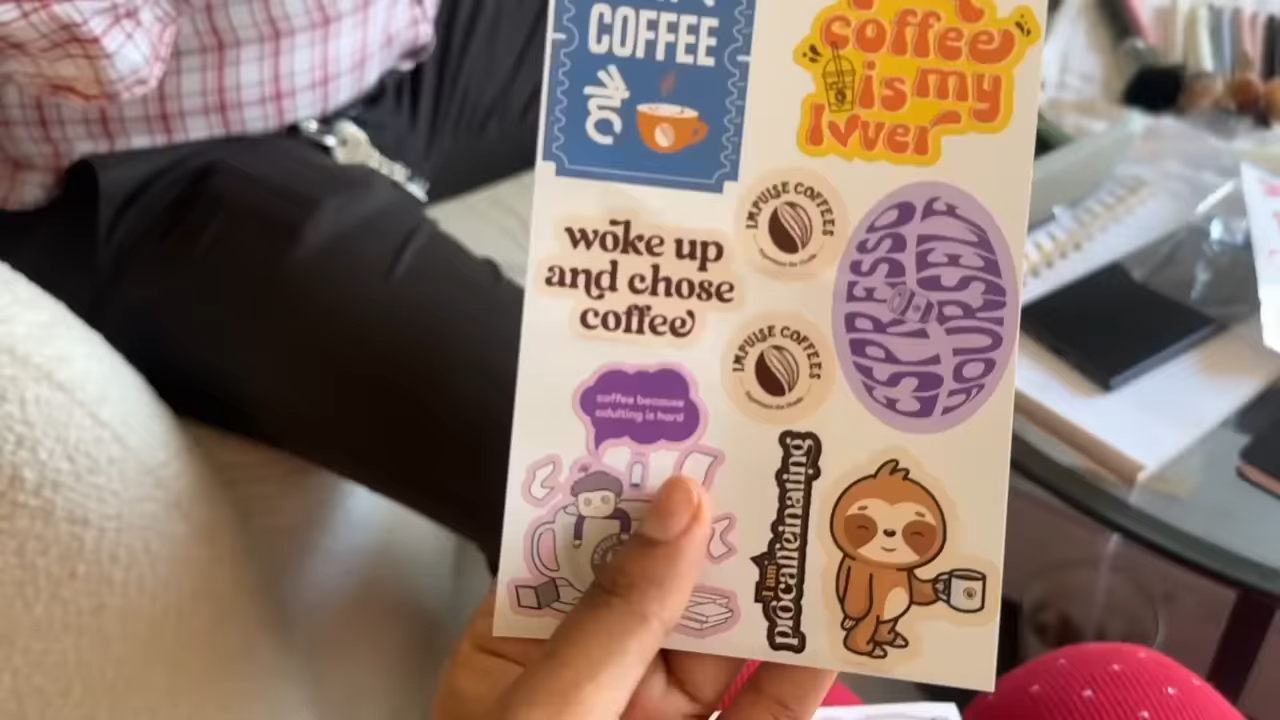 COFFEE
coffee
is my
lvver
IMPULSE COFFEES
woke up
and chose
coffee
ESPRESSO
YOURSELF
IMPULSE COFFEES
coffee because
adulting is hard
I am
procaffeinating